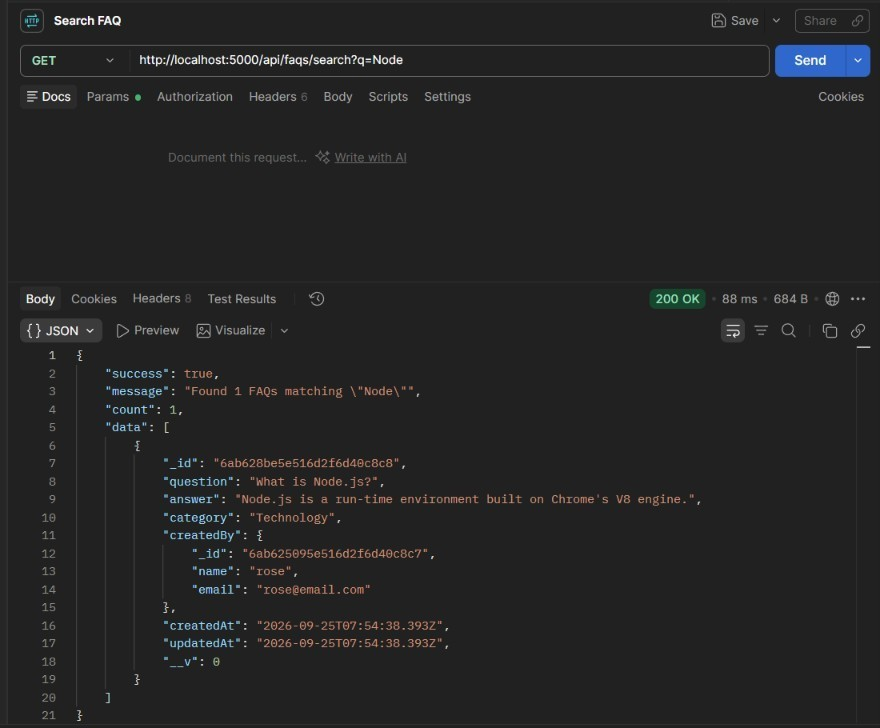 HTTP Search FAQ Save Share
GET http://localhost:5000/api/faqs/search?q=Node Send
Docs Params Authorization Headers 6 Body Scripts Settings Cookies
Document this request... Write with AI
Body Cookies Headers 8 Test Results 200 OK • 88 ms • 684 B •
{} JSON Preview Visualize
1 {
2 "success": true,
3 "message": "Found 1 FAQs matching \"Node\"",
4 "count": 1,
5 "data": [
6 {
7 "_id": "6ab628be5e516d2f6d40c8c8",
8 "question": "What is Node.js?",
9 "answer": "Node.js is a run-time environment built on Chrome's V8 engine.",
10 "category": "Technology",
11 "createdBy": {
12 "_id": "6ab625095e516d2f6d40c8c7",
13 "name": "rose",
14 "email": "rose@email.com"
15 },
16 "createdAt": "2026-09-25T07:54:38.393Z",
17 "updatedAt": "2026-09-25T07:54:38.393Z",
18 "__v": 0
19 }
20 ]
21 }